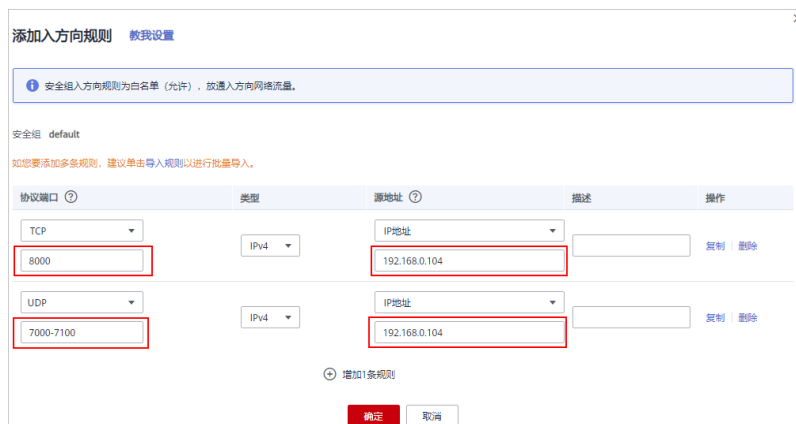 添加入方向规则 教我设置
安全组入方向规则为白名单（允许），放通入方向网络流量。
安全组 default
如您要添加多条规则，建议单击导入规则以进行批量导入。
协议端口 类型 源地址 描述 操作
TCP IP地址
IPv4 复制 删除
8000 192.168.0.104
UDP IP地址
IPv4 复制 删除
7000-7100 192.168.0.104
增加1条规则
确定 取消